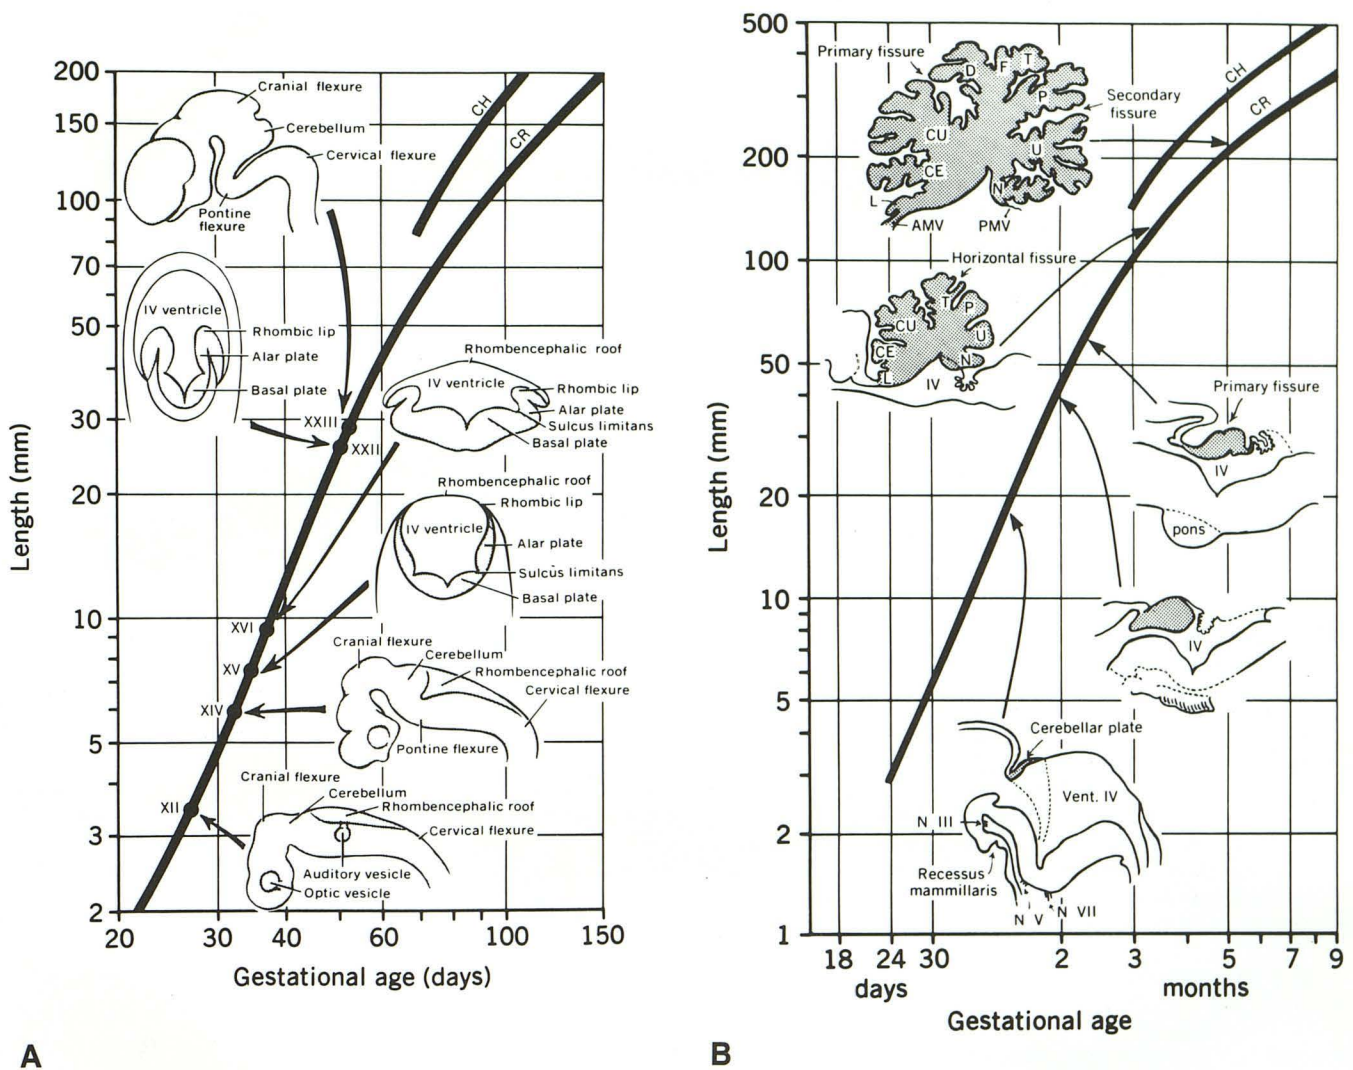 200
150
100
70
50
30
20
10
5
3
2
Length (mm)
20
30
40
60
100
150
Gestational age (days)
A
CH
CR
Cranial flexure
Cerebellum
Cervical flexure
Pontine
flexure
IV ventricle
Rhombic lip
Alar plate
Basal plate
XXIII
XXII
Rhombencephalic roof
IV ventricle
Rhombic lip
Alar plate
Sulcus limitans
Basal plate
Rhombencephalic roof
Rhombic lip
IV ventricle
Alar plate
Sulcus limitans
Basal plate
XVI
XV
XIV
XII
Cranial flexure
Cerebellum
Rhombencephalic roof
Cervical flexure
Pontine flexure
Cranial flexure
Cerebellum
Rhombencephalic roof
Cervical flexure
Auditory vesicle
Optic vesicle
500
200
100
50
20
10
5
2
1
Length (mm)
18
24
30
2
3
5
7
9
days
months
Gestational age
B
CH
CR
Primary fissure
D
F
T
P
Secondary
fissure
CU
U
CE
N
L
AMV
PMV
Horizontal fissure
T
P
CU
U
CE
N
L
IV
Primary fissure
IV
pons
IV
Cerebellar plate
Vent. IV
N III
Recessus
mammillaris
N V
N VII